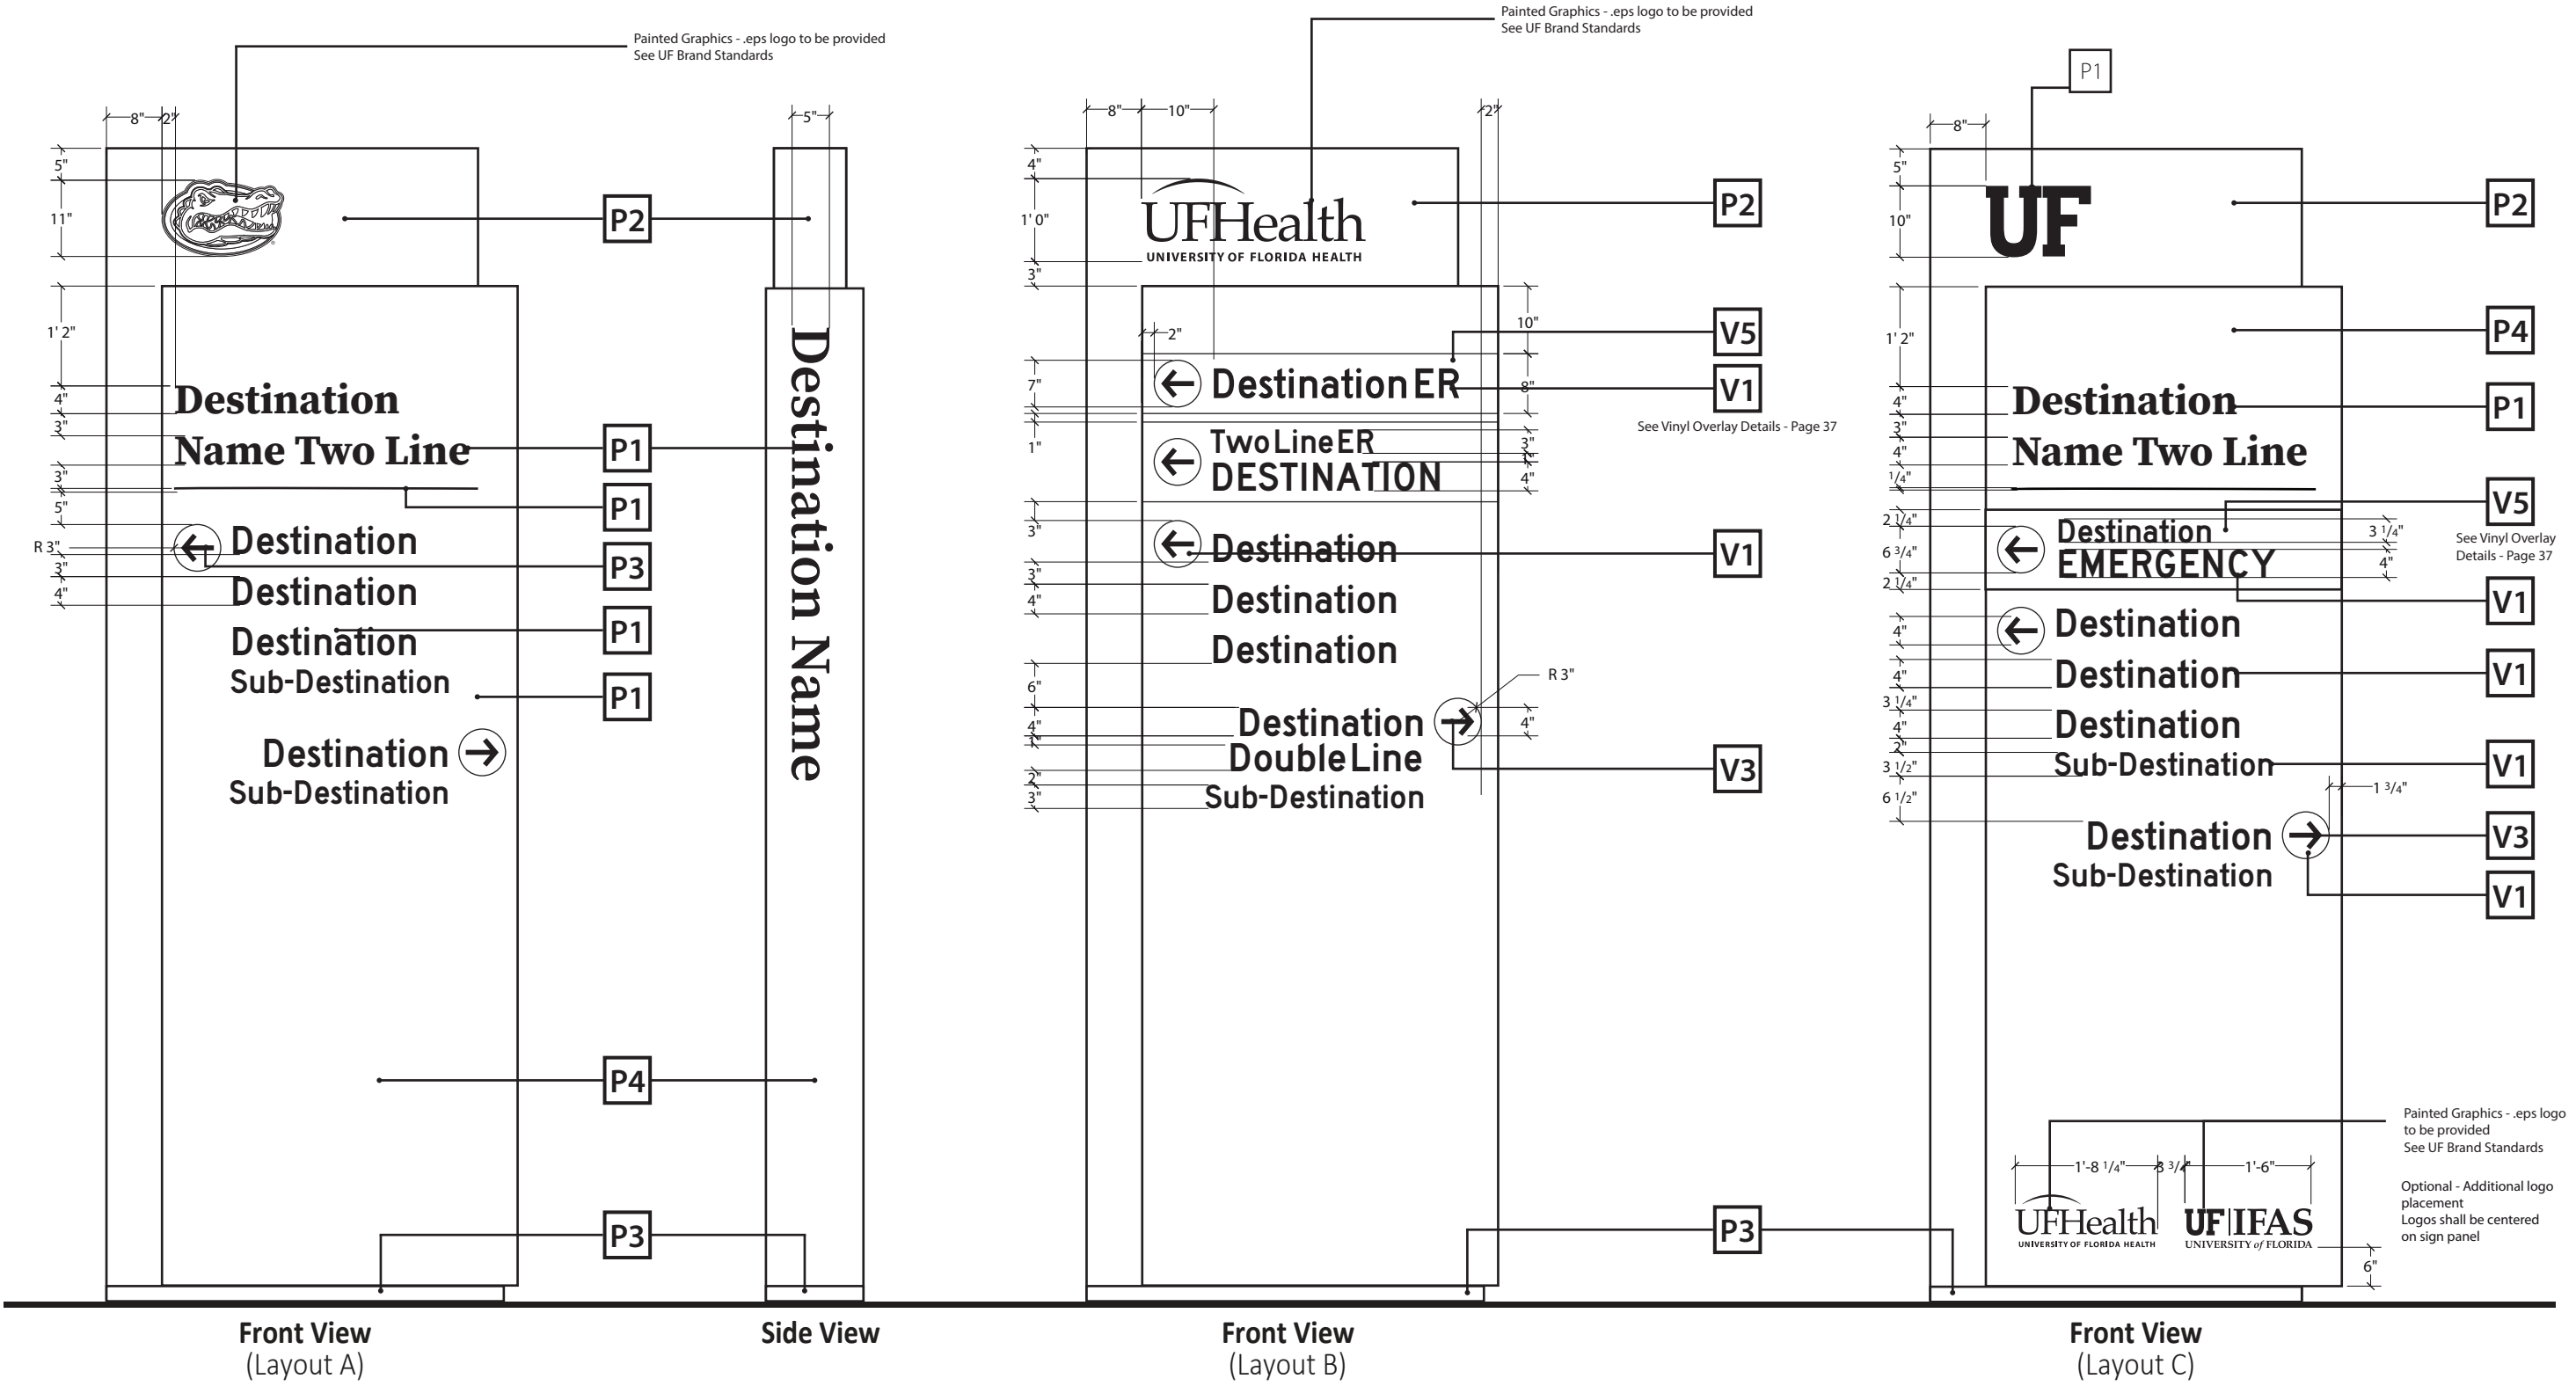 Painted Graphics - .eps logo to be provided
See UF Brand Standards
8"
2"
5"
11"
1' 2"
4"
3"
3"
5"
R 3"
3"
4"
Destination
Name Two Line
Destination
Destination
Destination
Sub-Destination
Destination
Sub-Destination
P2
P1
P1
P3
P1
P1
P4
P3
Front View
(Layout A)
5"
Destination Name
Side View
Painted Graphics - .eps logo to be provided
See UF Brand Standards
8"
10"
2"
4"
1' 0"
3"
UFHealth
UNIVERSITY OF FLORIDA HEALTH
2"
10"
7"
8"
1"
3"
4"
3"
3"
4"
6"
4"
1"
2"
3"
Destination ER
Two Line ER
DESTINATION
Destination
Destination
Destination
R 3"
4"
Destination
Double Line
Sub-Destination
P2
V5
V1
See Vinyl Overlay Details - Page 37
V1
V3
P3
Front View
(Layout B)
P1
8"
5"
10"
UF
1' 2"
4"
3"
4"
1/4"
2 1/4"
6 3/4"
2 1/4"
4"
4"
3 1/4"
4"
2"
3 1/2"
6 1/2"
Destination
Name Two Line
Destination
EMERGENCY
3 1/4"
4"
Destination
Destination
Destination
Sub-Destination
1 3/4"
Destination
Sub-Destination
P2
P4
P1
V5
See Vinyl Overlay
Details - Page 37
V1
V1
V1
V3
V1
Painted Graphics - .eps logo
to be provided
See UF Brand Standards
Optional - Additional logo
placement
Logos shall be centered
on sign panel
1'-8 1/4"
3 3/4"
1'-6"
UFHealth
UNIVERSITY OF FLORIDA HEALTH
UF|IFAS
UNIVERSITY of FLORIDA
6"
Front View
(Layout C)